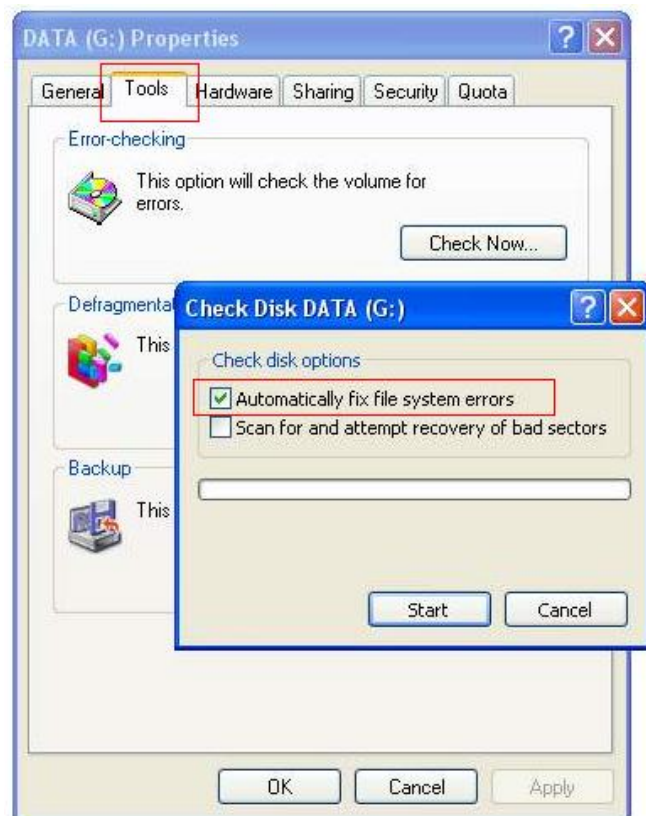 DATA (G:) Properties
General Tools Hardware Sharing Security Quota
Error-checking
This option will check the volume for
errors.
Check Now...
Defragmenta
This
Backup
This
Check Disk DATA (G:)
Check disk options
Automatically fix file system errors
Scan for and attempt recovery of bad sectors
Start Cancel
OK Cancel Apply